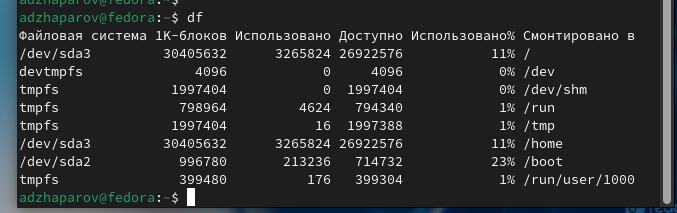 adzhaparov@fedora:~$
adzhaparov@fedora:~$ df
Файловая система 1K-блоков Использовано Доступно Использовано% Смонтировано в
/dev/sda3 30405632 3265824 26922576 11% /
devtmpfs 4096 0 4096 0% /dev
tmpfs 1997404 0 1997404 0% /dev/shm
tmpfs 798964 4624 794340 1% /run
tmpfs 1997404 16 1997388 1% /tmp
/dev/sda3 30405632 3265824 26922576 11% /home
/dev/sda2 996780 213236 714732 23% /boot
tmpfs 399480 176 399304 1% /run/user/1000
adzhaparov@fedora:~$